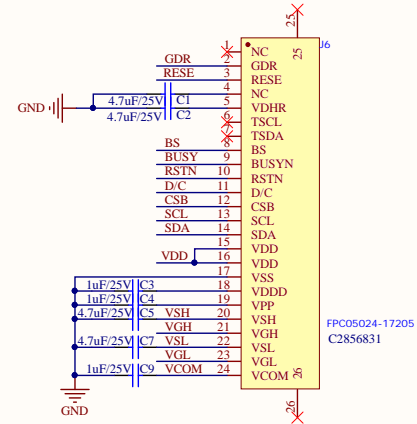 25
J6
1 NC 25
GDR 2 GDR
RESE 3 RESE
4 NC
4.7uF/25V C1
GND 5 VDHR
4.7uF/25V C2
6 TSCL
7 TSDA
BS 8 BS
BUSY 9 BUSYN
RSTN 10 RSTN
D/C 11 D/C
CSB 12 CSB
SCL 13 SCL
SDA 14 SDA
15 VDD
VDD 16 VDD
17 VSS
1uF/25V C3 18 VDDD
1uF/25V C4 19 VPP
4.7uF/25V C5 VSH 20 VSH
FPC05024-17205
VGH 21 VGH
C2856831
4.7uF/25V C7 VSL 22 VSL
VGL 23 VGL
1uF/25V C9 VCOM 24 VCOM 26
GND
26